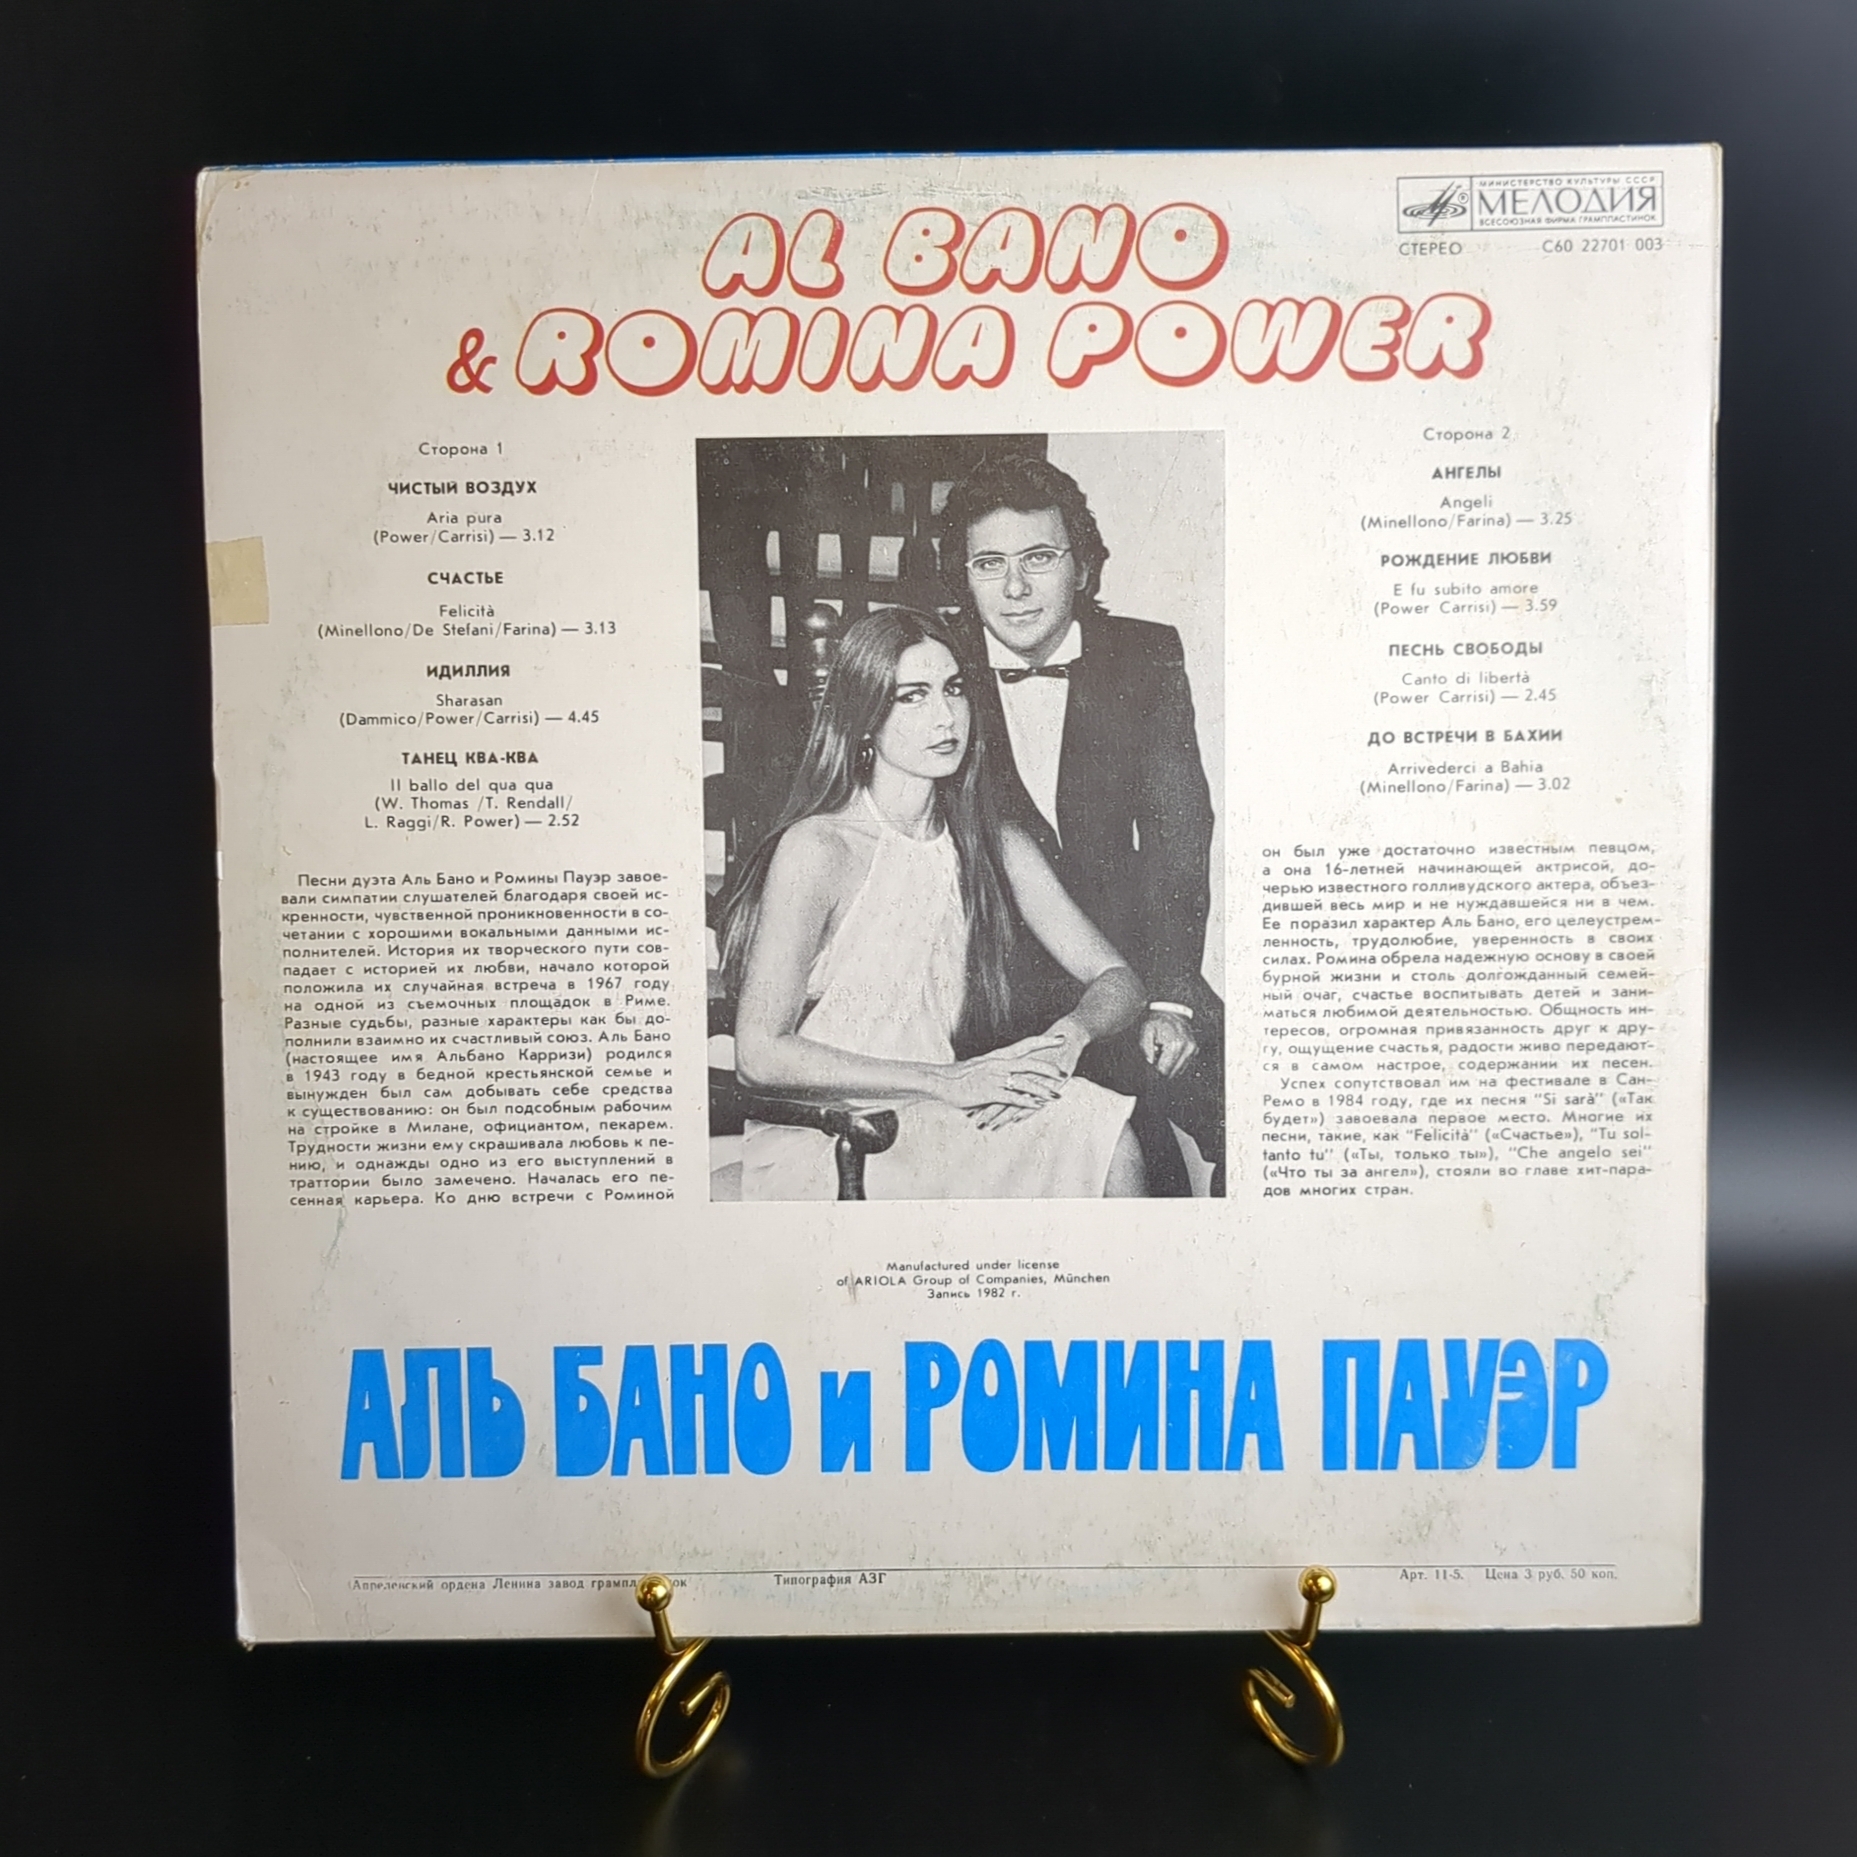 МИНИСТЕРСТВО КУЛЬТУРЫ СССР
МЕЛОДИЯ
ВСЕСОЮЗНАЯ ФИРМА ГРАМПЛАСТИНОК
СТЕРЕО С60 22701 003
AL BANO
& ROMINA POWER
Сторона 1
ЧИСТЫЙ ВОЗДУХ
Aria pura
(Power/Carrisi) — 3.12
СЧАСТЬЕ
Felicità
(Minellono/De Stefani/Farina) — 3.13
ИДИЛЛИЯ
Sharasan
(Dammico/Power/Carrisi) — 4.45
ТАНЕЦ КВА-КВА
Il ballo del qua qua
(W. Thomas /T. Rendall/
L. Raggi/R. Power) — 2.52
Песни дуэта Аль Бано и Ромины Пауэр завое-
вали симпатии слушателей благодаря своей ис-
кренности, чувственной проникновенности в со-
четании с хорошими вокальными данными ис-
полнителей. История их творческого пути сов-
падает с историей их любви, начало которой
положила их случайная встреча в 1967 году
на одной из съемочных площадок в Риме.
Разные судьбы, разные характеры как бы до-
полнили взаимно их счастливый союз. Аль Бано
(настоящее имя Альбано Карризи) родился
в 1943 году в бедной крестьянской семье и
вынужден был сам добывать себе средства
к существованию: он был подсобным рабочим
на стройке в Милане, официантом, пекарем.
Трудности жизни ему скрашивала любовь к пе-
нию, и однажды одно из его выступлений в
траттории было замечено. Началась его пе-
сенная карьера. Ко дню встречи с Роминой
Сторона 2
АНГЕЛЫ
Angeli
(Minellono/Farina) — 3.25
РОЖДЕНИЕ ЛЮБВИ
E fu subito amore
(Power Carrisi) — 3.59
ПЕСНЬ СВОБОДЫ
Canto di libertà
(Power Carrisi) — 2.45
ДО ВСТРЕЧИ В БАХИИ
Arrivederci a Bahia
(Minellono/Farina) — 3.02
он был уже достаточно известным певцом,
а она 16-летней начинающей актрисой, до-
черью известного голливудского актера, объез-
дившей весь мир и не нуждавшейся ни в чем.
Ее поразил характер Аль Бано, его целеустрем-
ленность, трудолюбие, уверенность в своих
силах. Ромина обрела надежную основу в своей
бурной жизни и столь долгожданный семей-
ный очаг, счастье воспитывать детей и зани-
маться любимой деятельностью. Общность ин-
тересов, огромная привязанность друг к дру-
гу, ощущение счастья, радости живо передают-
ся в самом настрое, содержании их песен.
Успех сопутствовал им на фестивале в Сан-
Ремо в 1984 году, где их песня "Si sarà" («Так
будет») завоевала первое место. Многие их
песни, такие, как "Felicità" («Счастье»), "Tu sol-
tanto tu" («Ты, только ты»), "Che angelo sei"
(«Что ты за ангел»), стояли во главе хит-пара-
дов многих стран.
Manufactured under license
of ARIOLA Group of Companies, München
Запись 1982 г.
АЛЬ БАНО и РОМИНА ПАУЭР
Апрелевский ордена Ленина завод Типография АЗГ Арт. 11-5. Цена 3 руб. 50 коп.